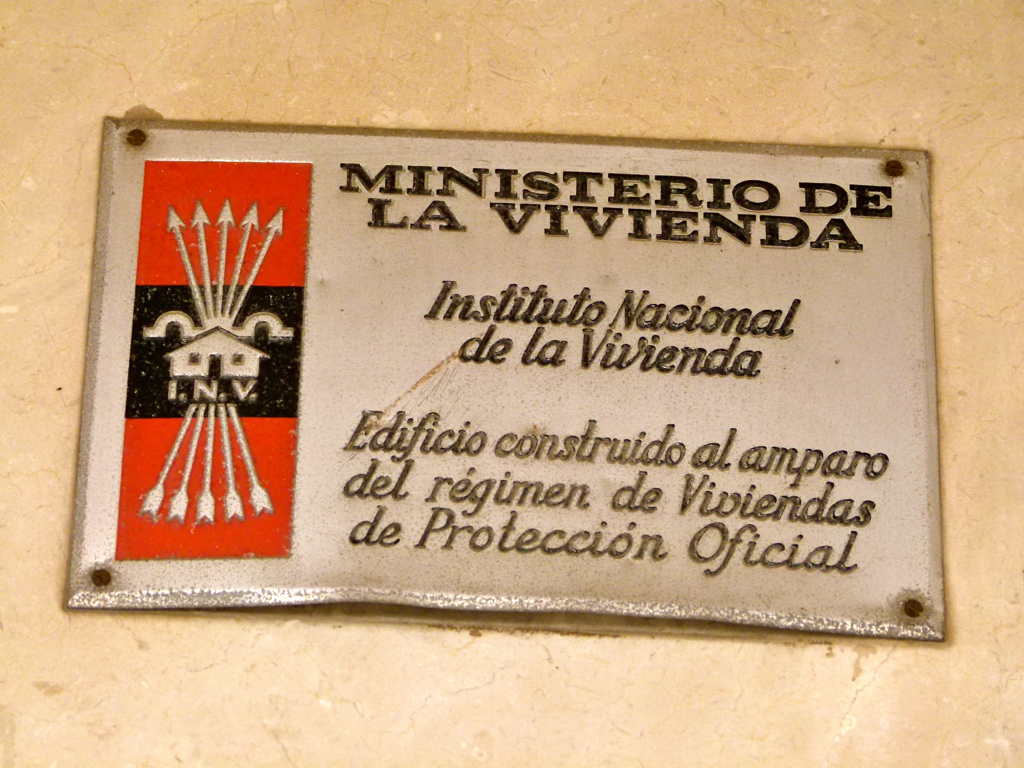 MINISTERIO DE
LA VIVIENDA
Instituto Nacional
de la Vivienda
I.N.V.
Edificio construido al amparo
del régimen de Viviendas
de Protección Oficial